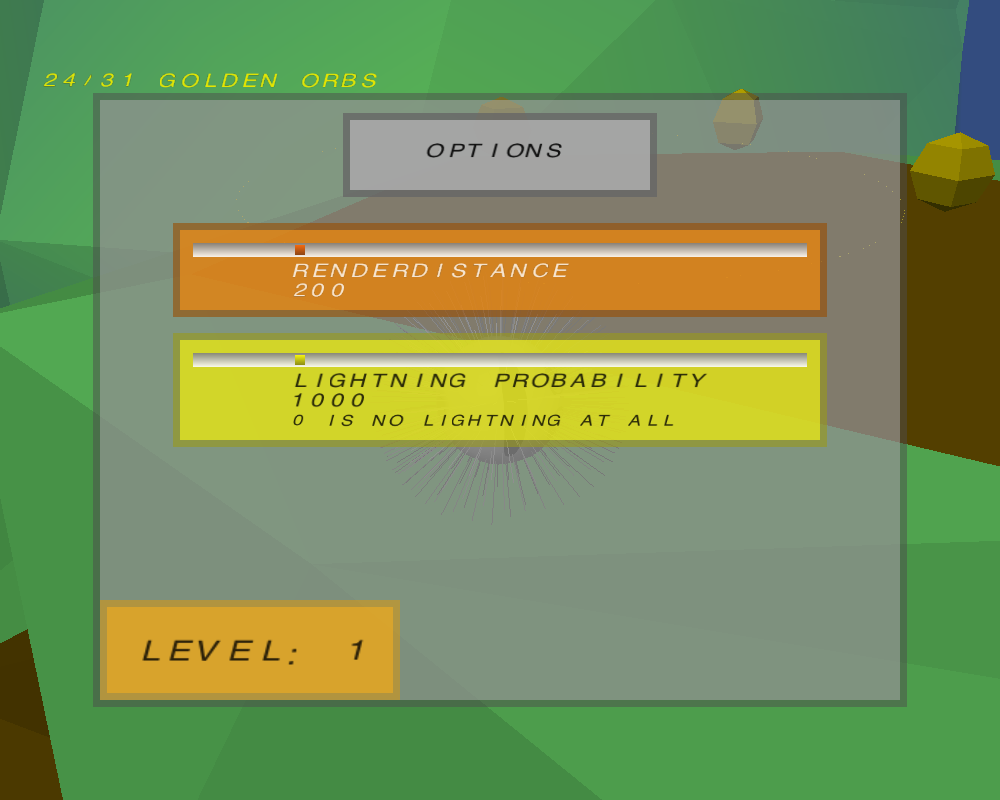 24/31 GOLDEN ORBS
OPTIONS
RENDERDISTANCE
200
LIGHTNING PROBABILITY
1000
0 IS NO LIGHTNING AT ALL
LEVEL: 1